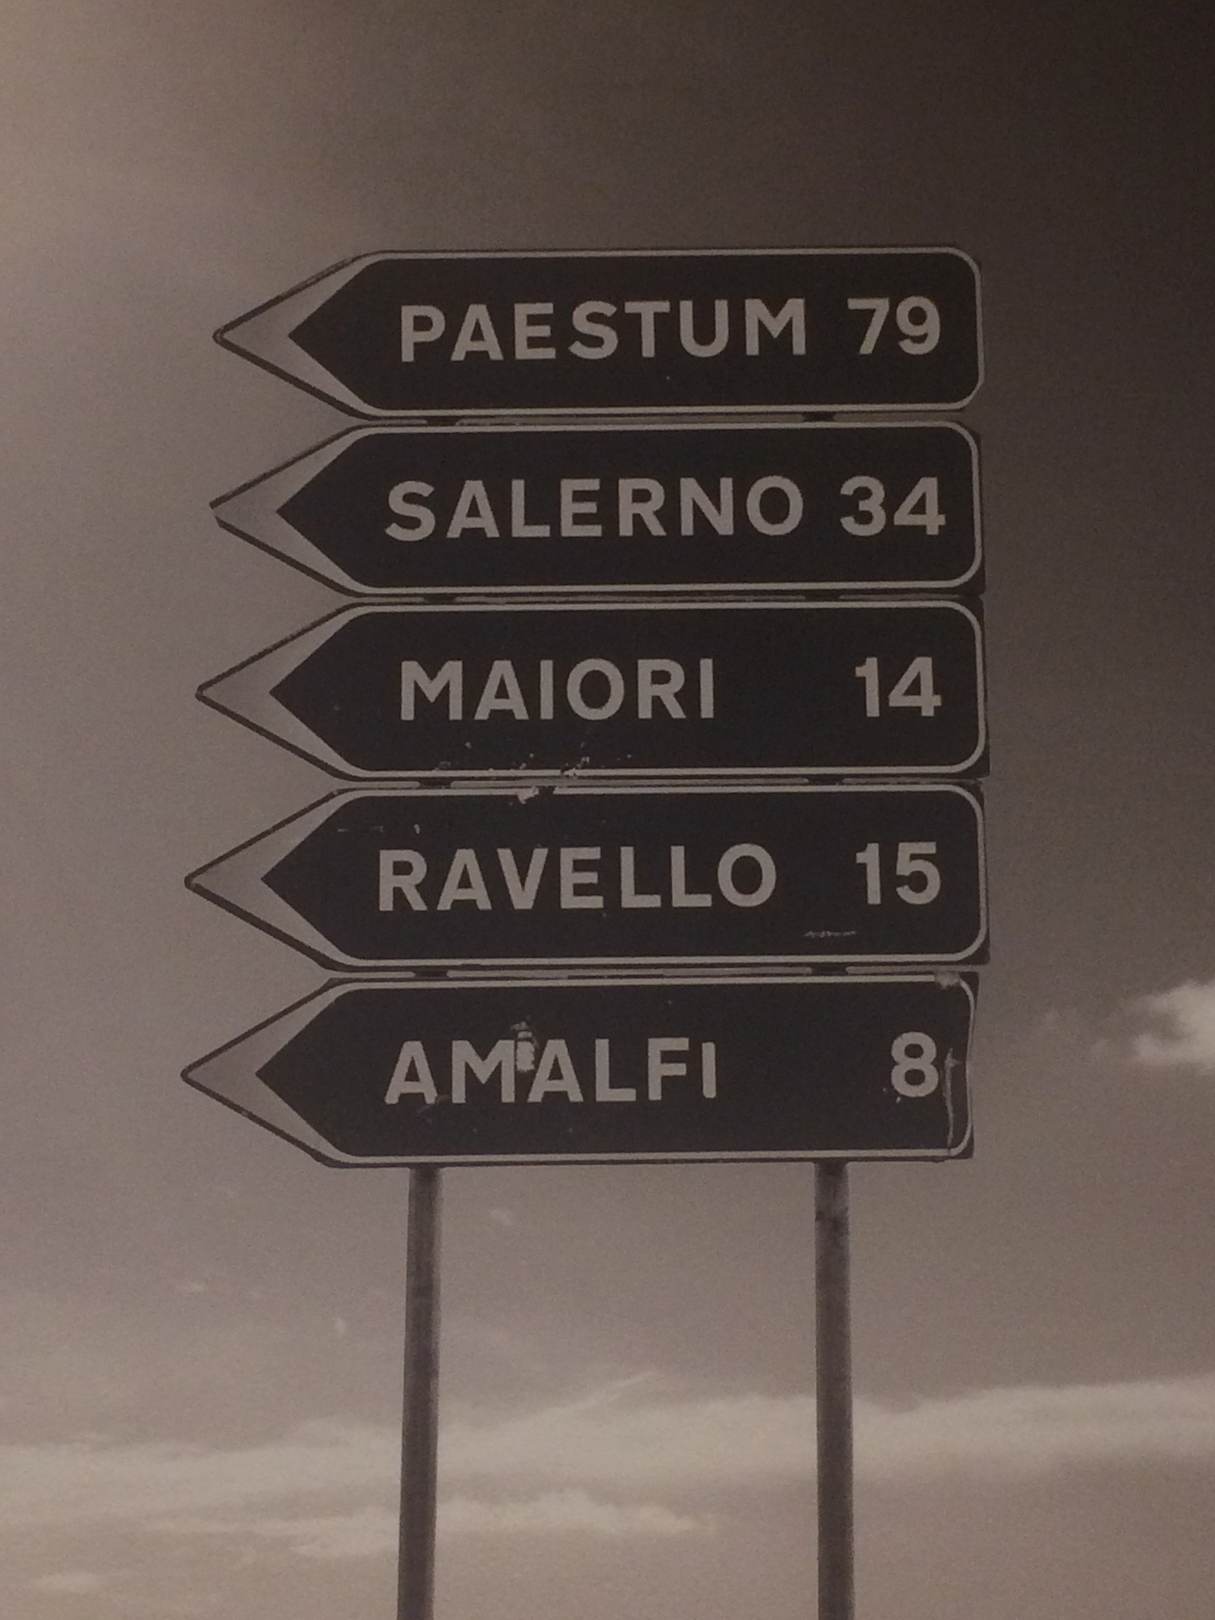 PAESTUM 79
SALERNO 34
MAIORI 14
RAVELLO 15
AMALFI 8